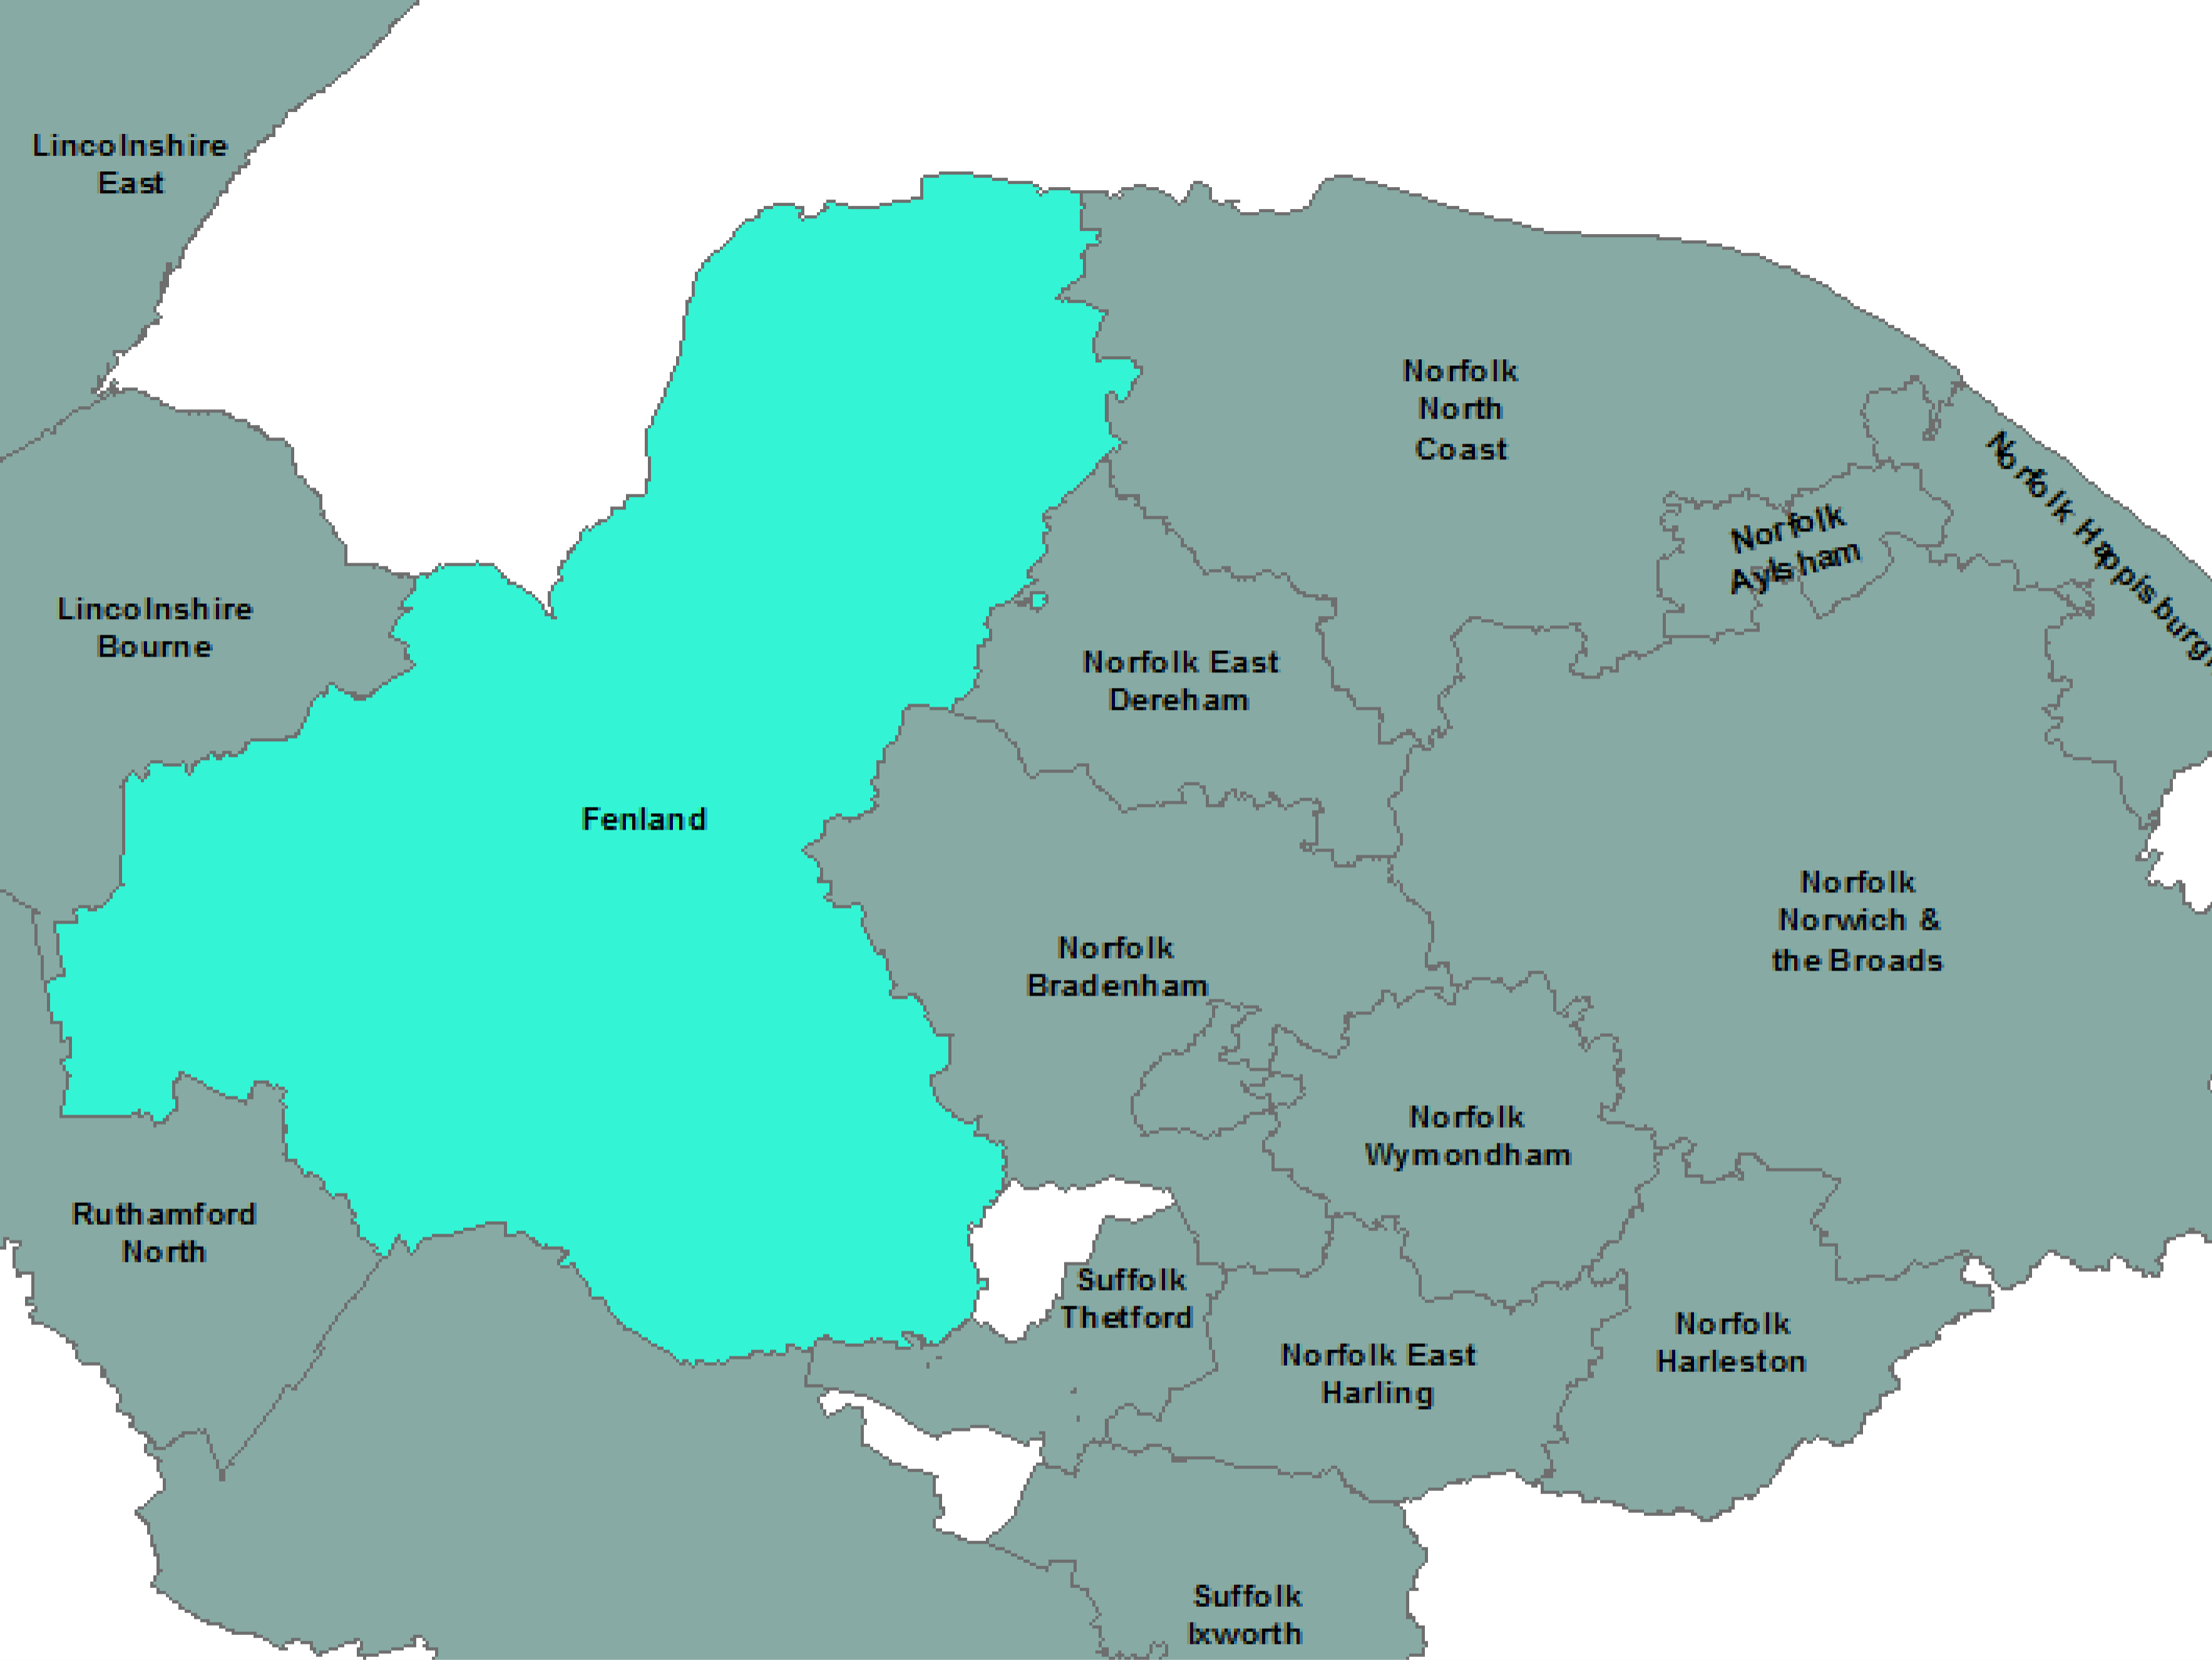 Lincolnshire
East
Norfolk
North
Coast
Norfolk Happisburgh
Norfolk
Aylsham
Lincolnshire
Bourne
Norfolk East
Dereham
Fenland
Norfolk
Norwich &
the Broads
Norfolk
Bradenham
Norfolk
Wymondham
Ruthamford
North
Suffolk
Thetford
Norfolk East
Harling
Norfolk
Harleston
Suffolk
Ixworth